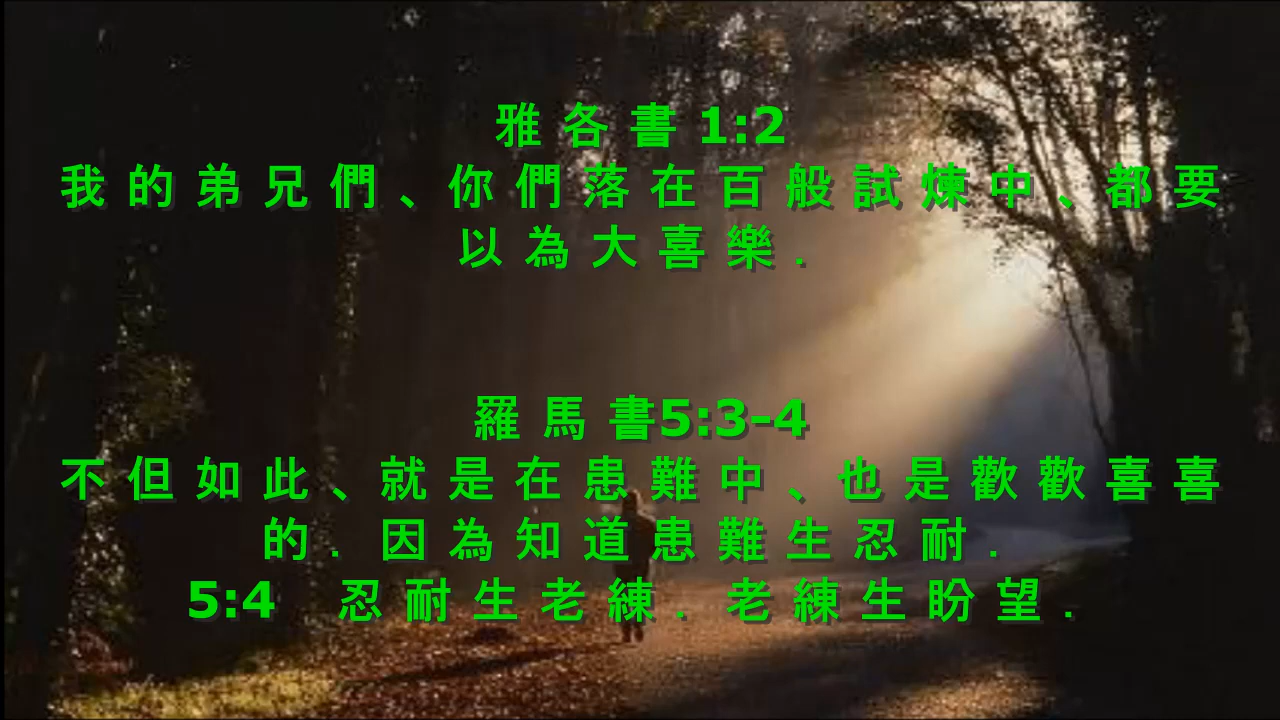 雅 各 書 1:2
我 的 弟 兄 們 、你 們 落 在 百 般 試 煉 中 、都 要
以 為 大 喜 樂 .
羅 馬 書5:3-4
不 但 如 此 、就 是 在 患 難 中 、也 是 歡 歡 喜 喜
的 . 因 為 知 道 患 難 生 忍 耐 .
5:4 忍 耐 生 老 練 . 老 練 生 盼 望 .